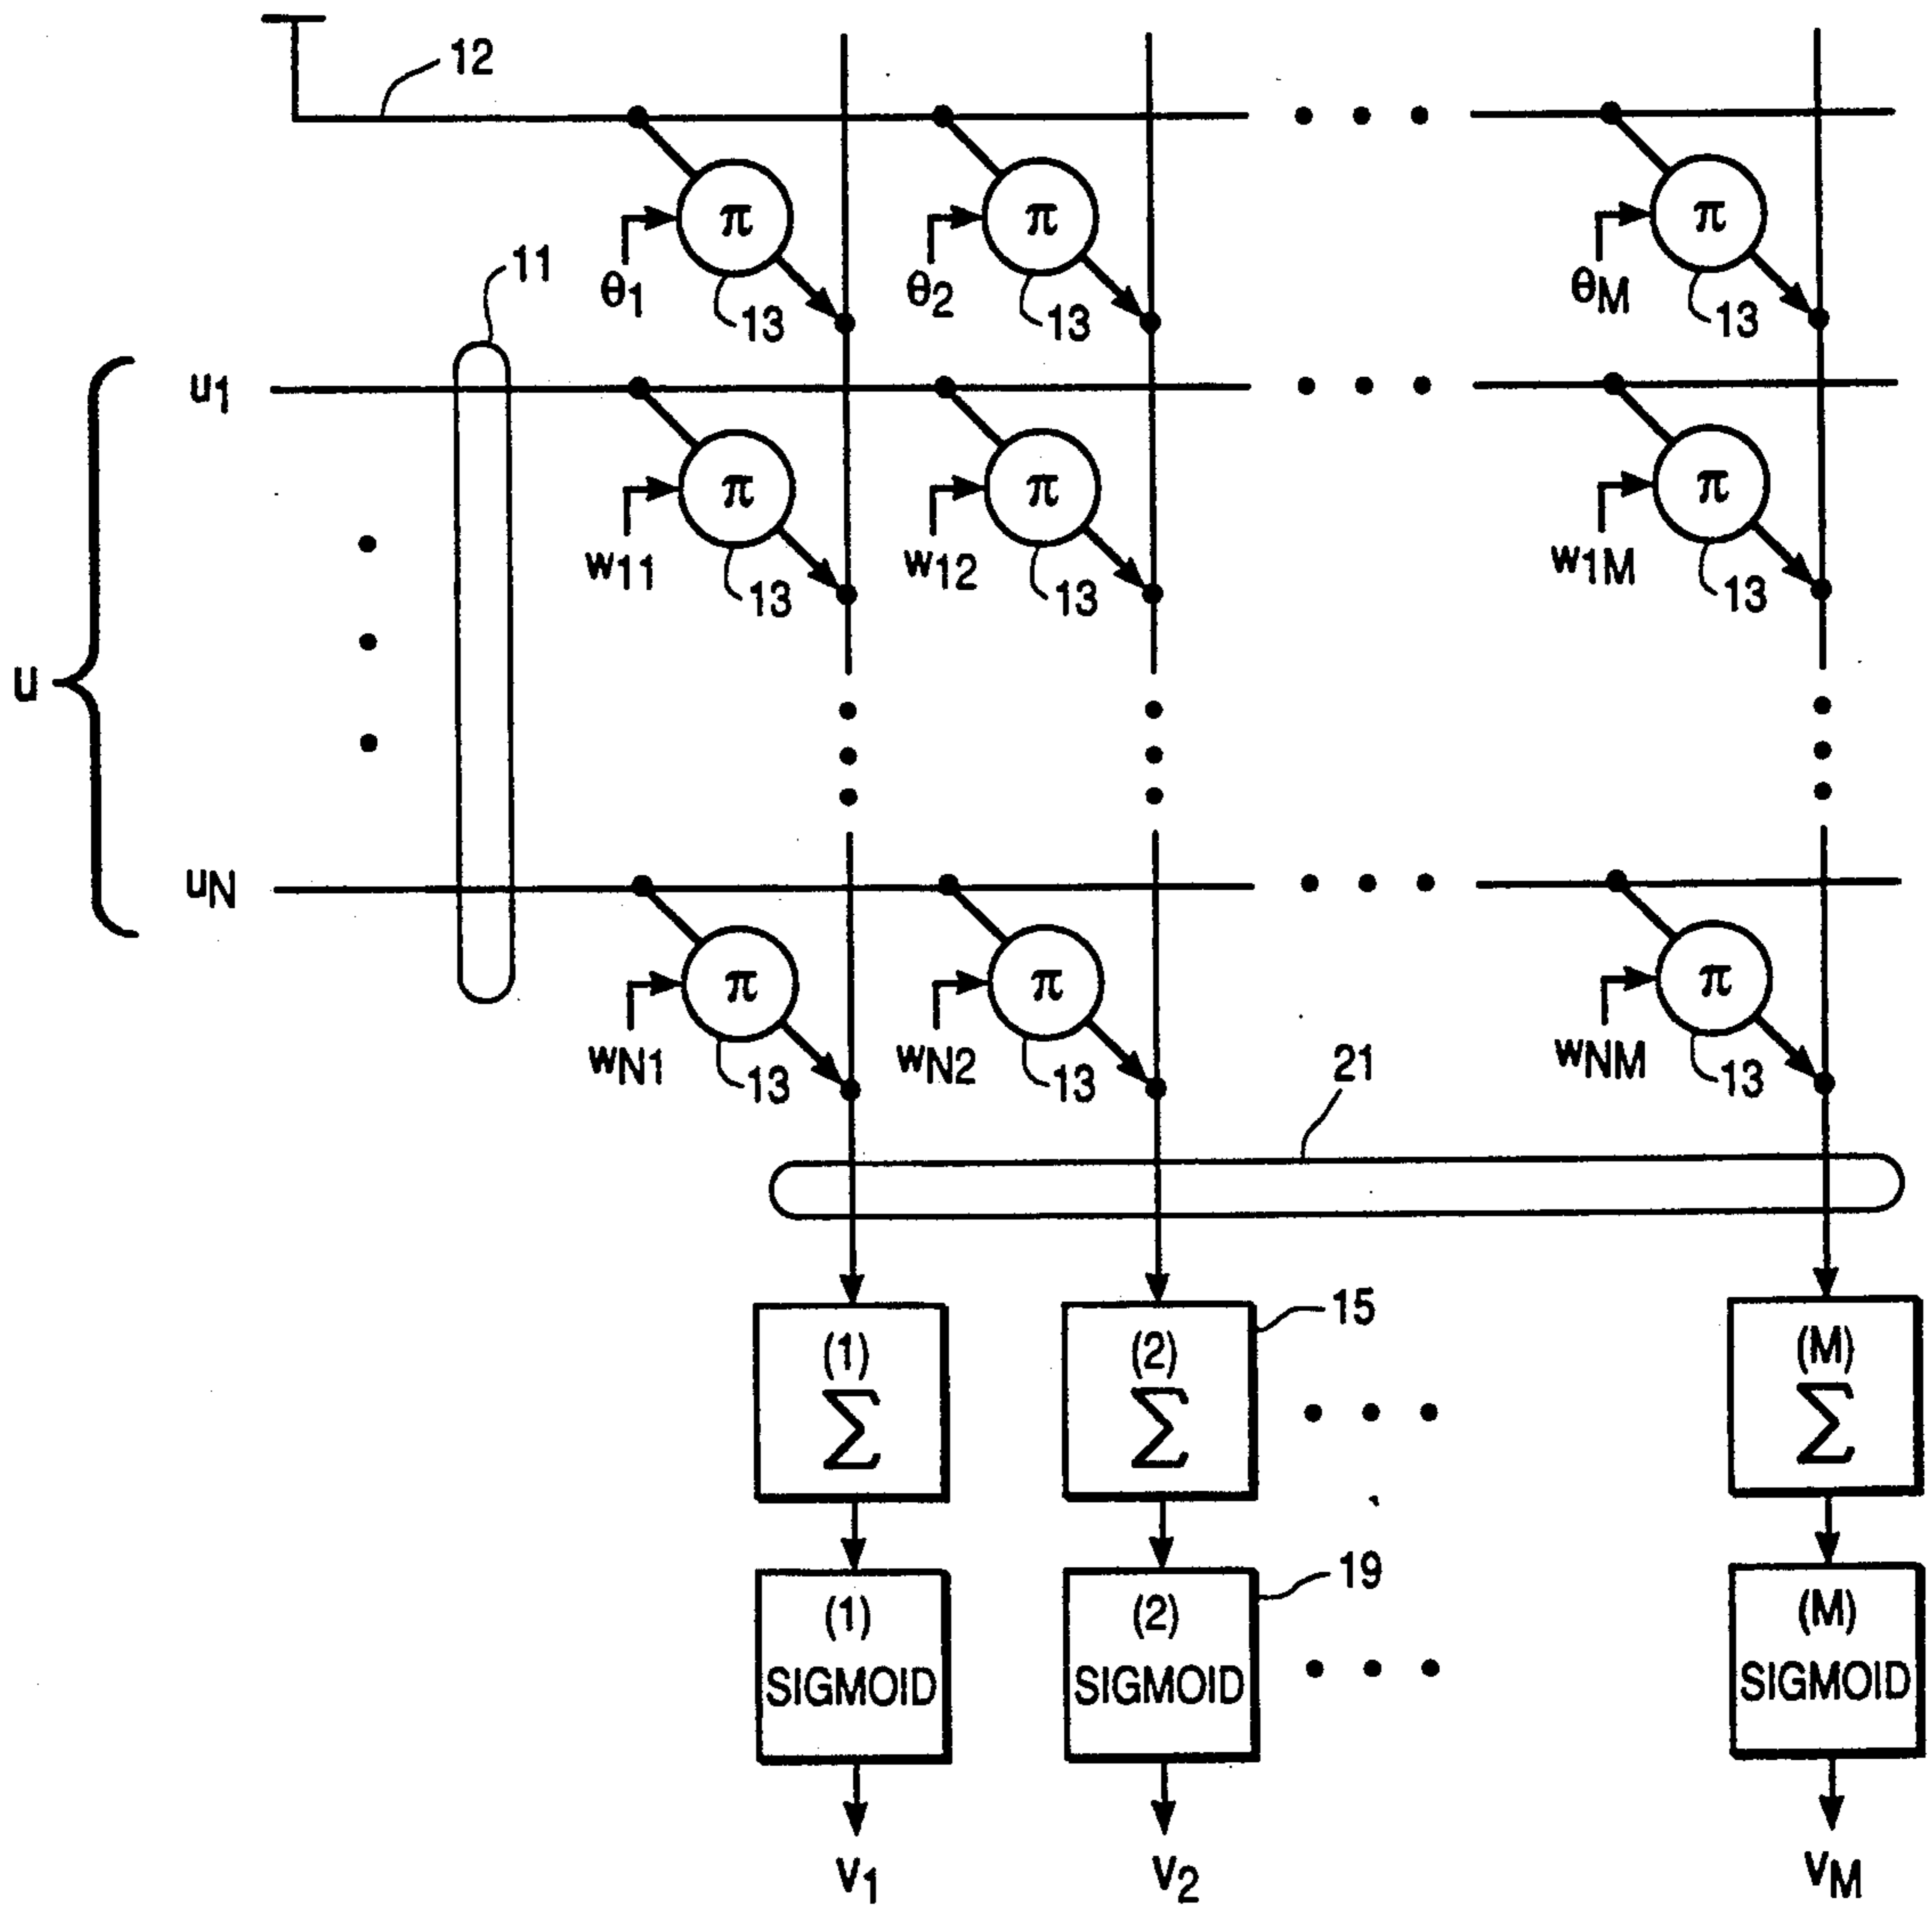 12
π π π
θ1 13 θ2 13 θM 13
11
u1
π π π
w11 13 w12 13 w1M 13
u
uN
π π π
wN1 13 wN2 13 wNM 13
21
(1) (2) (M)
15
Σ Σ Σ
19
(1) (2) (M)
SIGMOID SIGMOID SIGMOID
v1 v2 vM